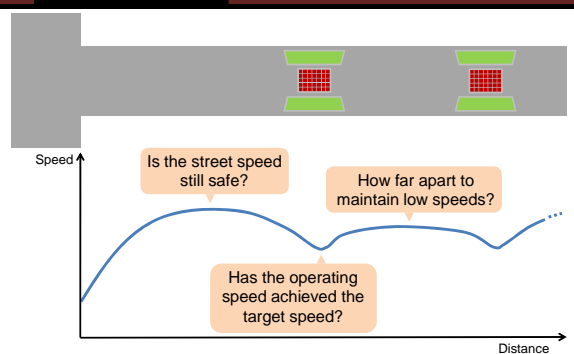 Speed
Is the street speed
still safe?
How far apart to
maintain low speeds?
Has the operating
speed achieved the
target speed?
Distance